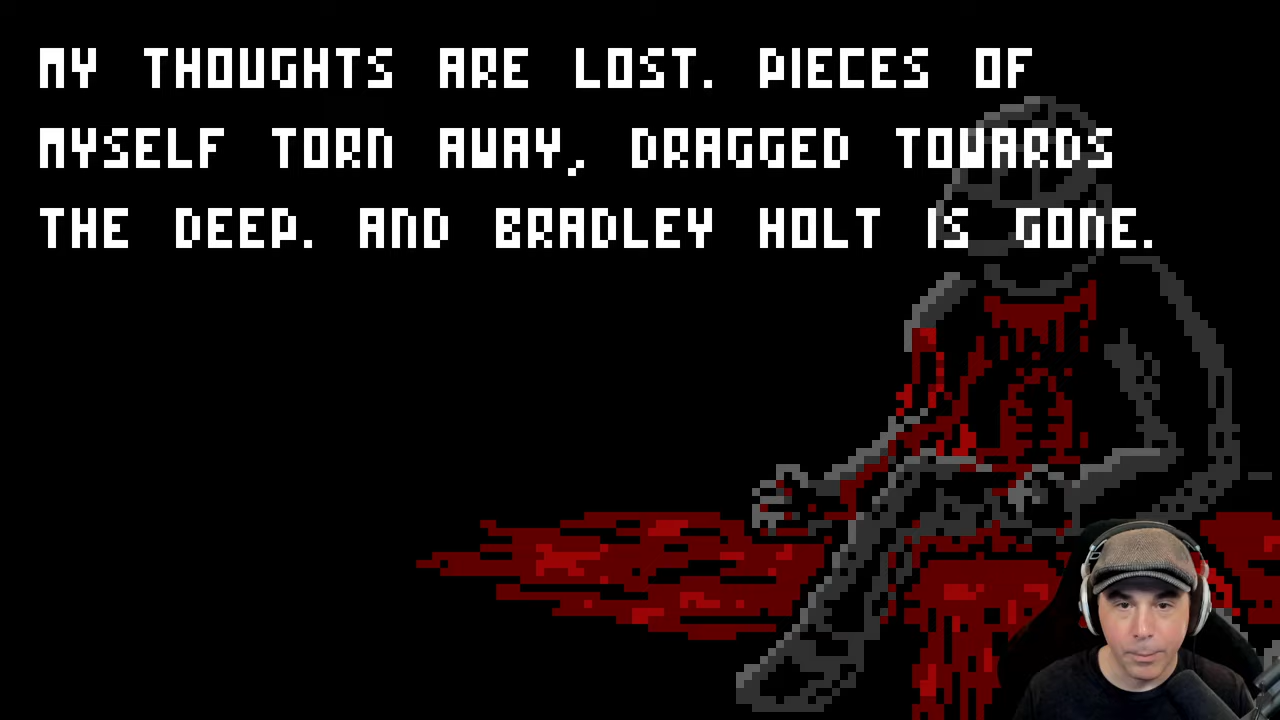 MY THOUGHTS ARE LOST. PIECES OF
MYSELF TORN AWAY, DRAGGED TOWARDS
THE DEEP. AND BRADLEY HOLT IS GONE.